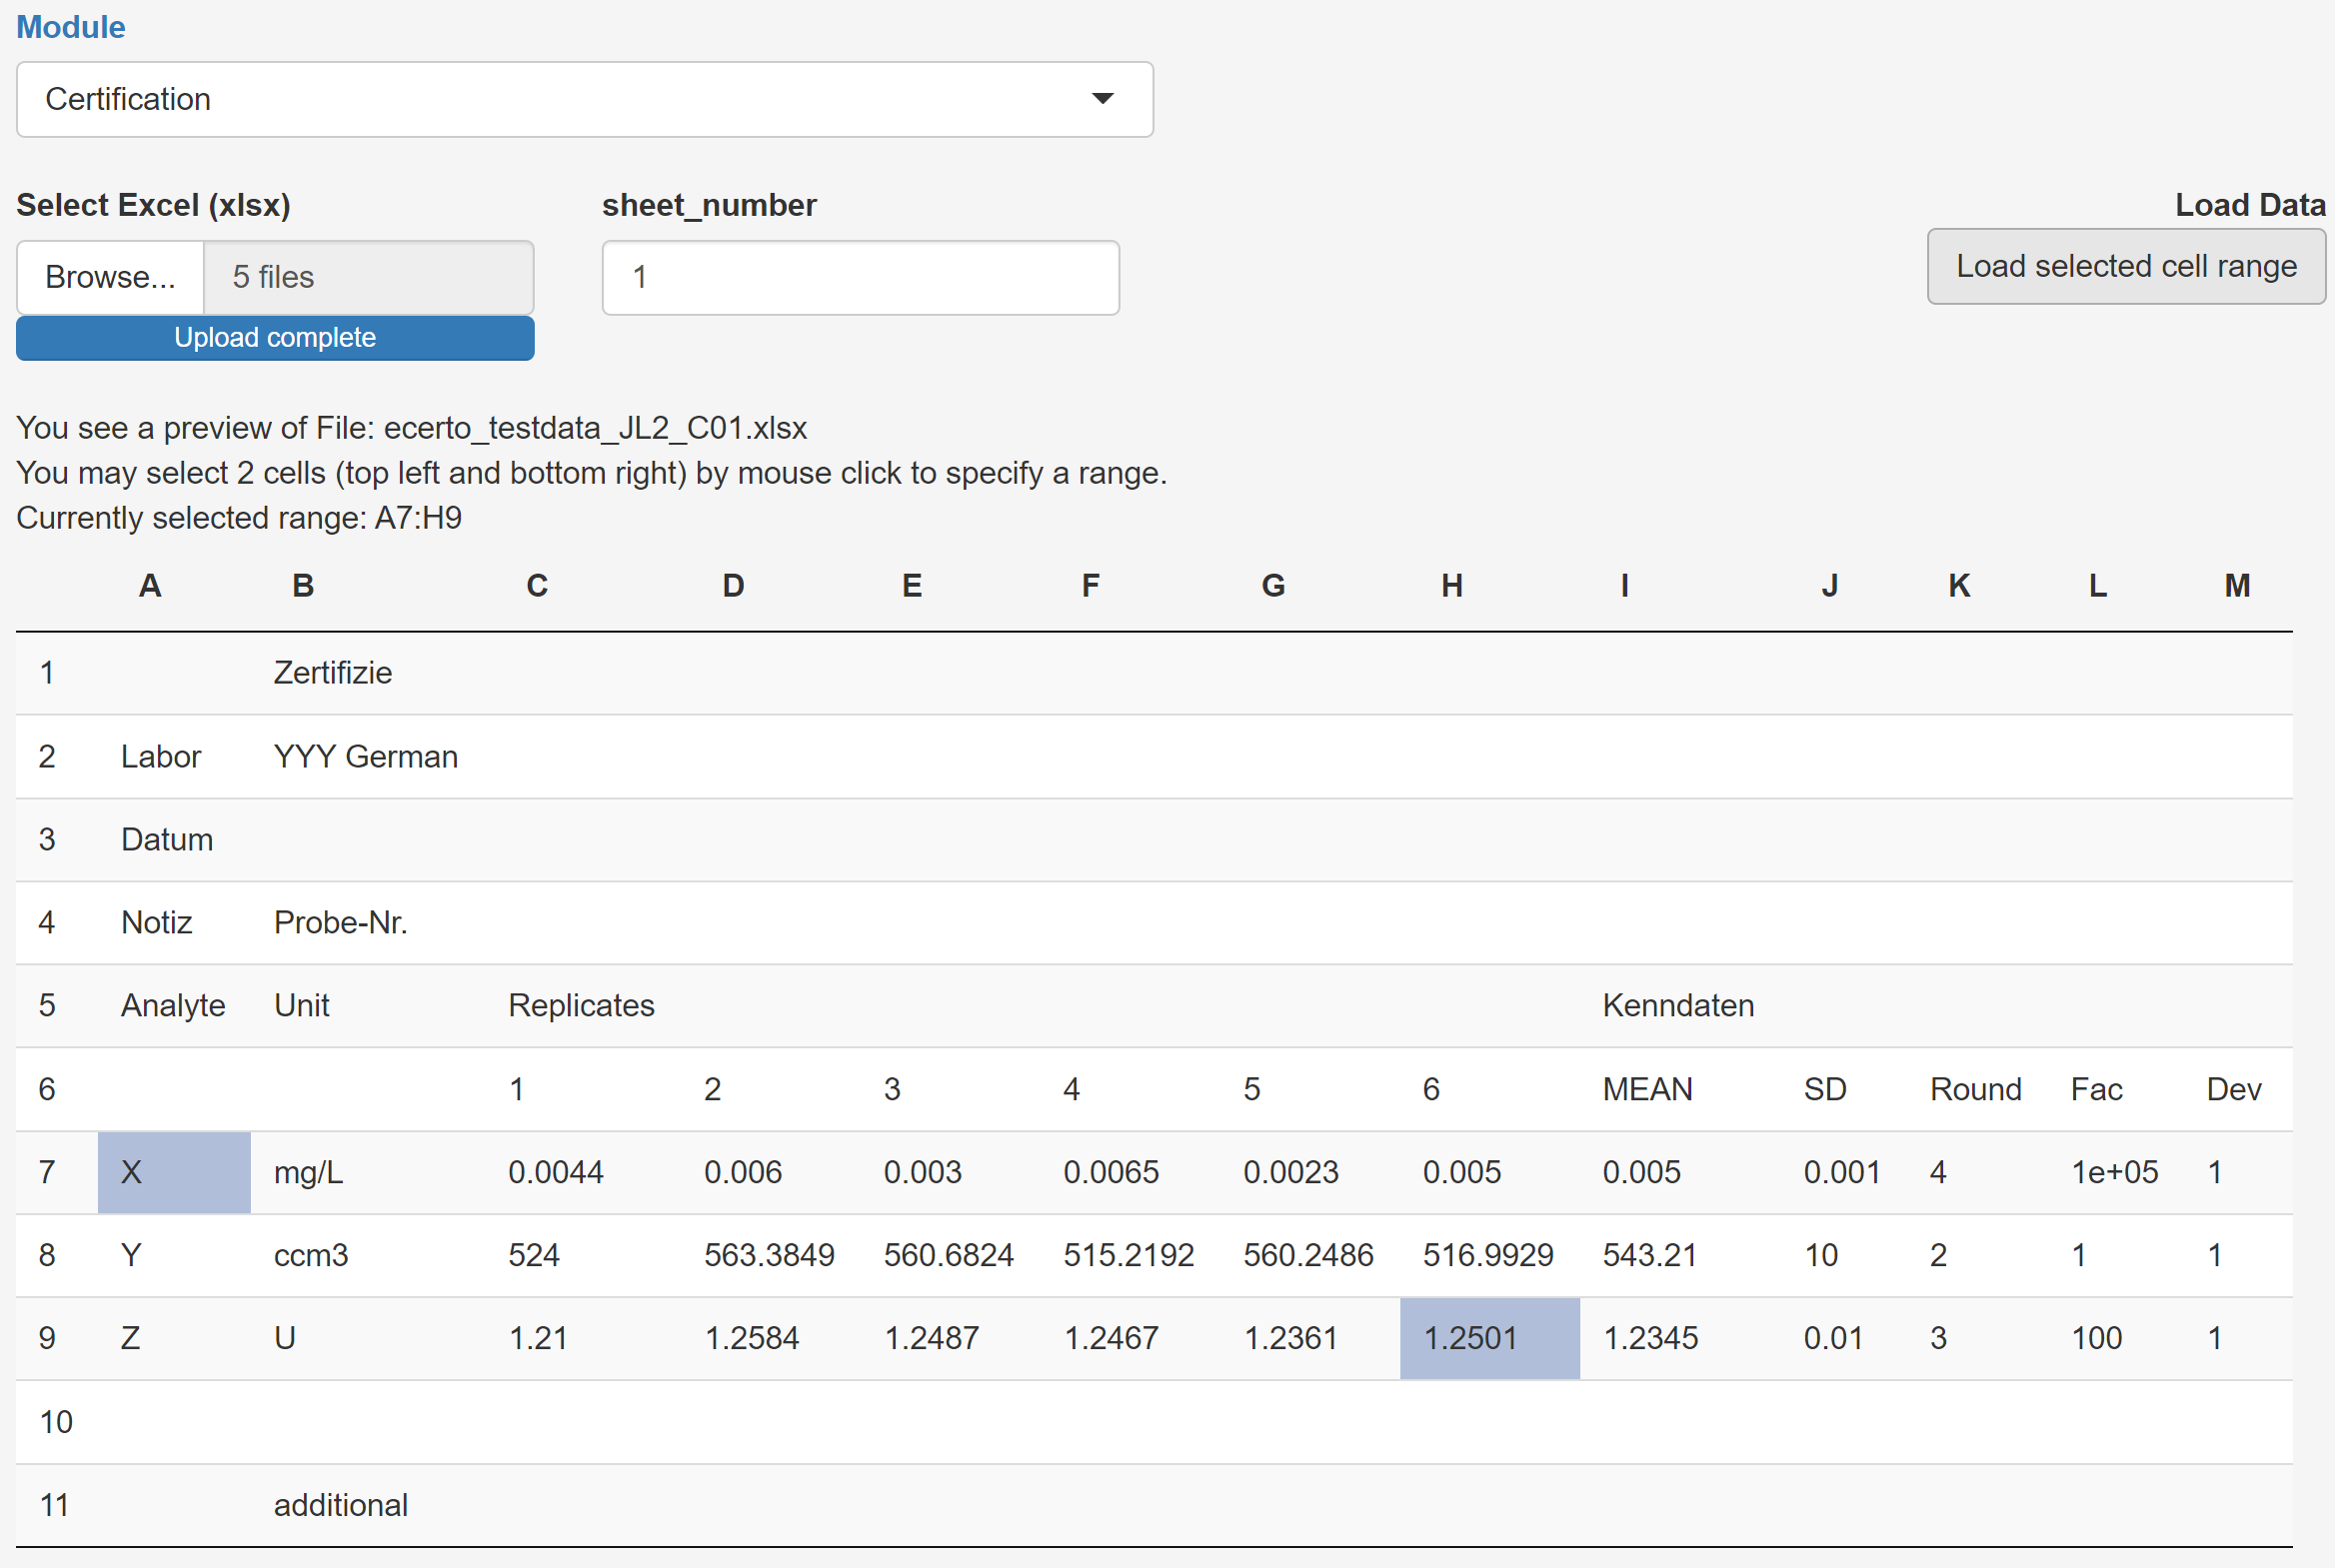 Module
Certification
Select Excel (xlsx) sheet_number Load Data
Browse... 5 files 1 Load selected cell range
Upload complete
You see a preview of File: ecerto_testdata_JL2_C01.xlsx
You may select 2 cells (top left and bottom right) by mouse click to specify a range.
Currently selected range: A7:H9
A B C D E F G H I J K L M
1 Zertifizie
2 Labor YYY German
3 Datum
4 Notiz Probe-Nr.
5 Analyte Unit Replicates Kenndaten
6 1 2 3 4 5 6 MEAN SD Round Fac Dev
7 X mg/L 0.0044 0.006 0.003 0.0065 0.0023 0.005 0.005 0.001 4 1e+05 1
8 Y ccm3 524 563.3849 560.6824 515.2192 560.2486 516.9929 543.21 10 2 1 1
9 Z U 1.21 1.2584 1.2487 1.2467 1.2361 1.2501 1.2345 0.01 3 100 1
10
11 additional